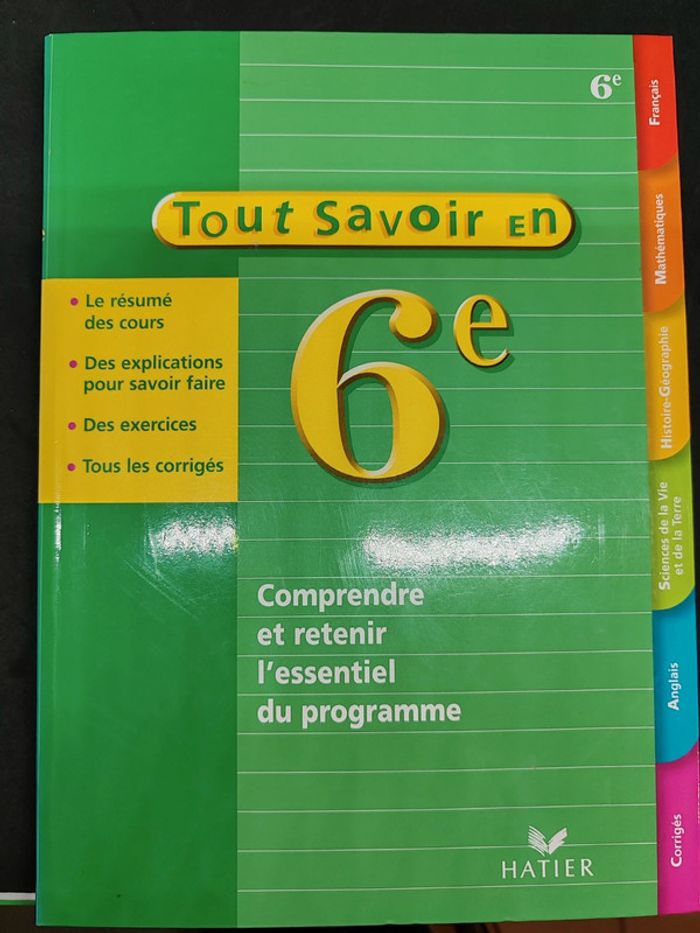 6e
Tout Savoir En
6e
• Le résumé
des cours
• Des explications
pour savoir faire
• Des exercices
• Tous les corrigés
Comprendre
et retenir
l'essentiel
du programme
HATIER
Français
Mathématiques
Histoire-Géographie
Sciences de la Vie
et de la Terre
Anglais
Corrigés